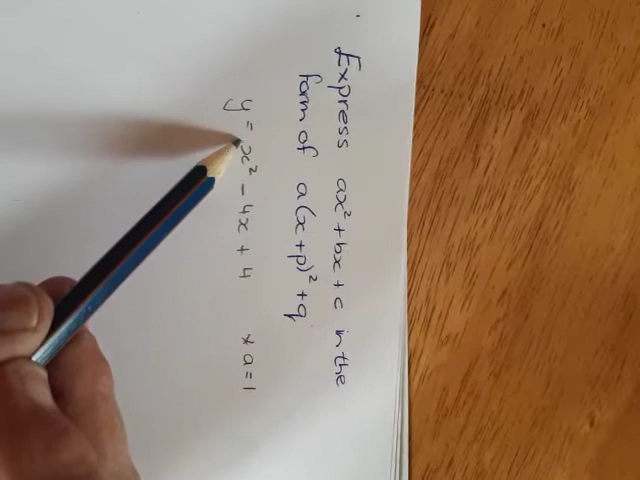 Express ax² + bx + c in the
form of a(x+p)² + q
y = x² - 4x + 4 * a = 1